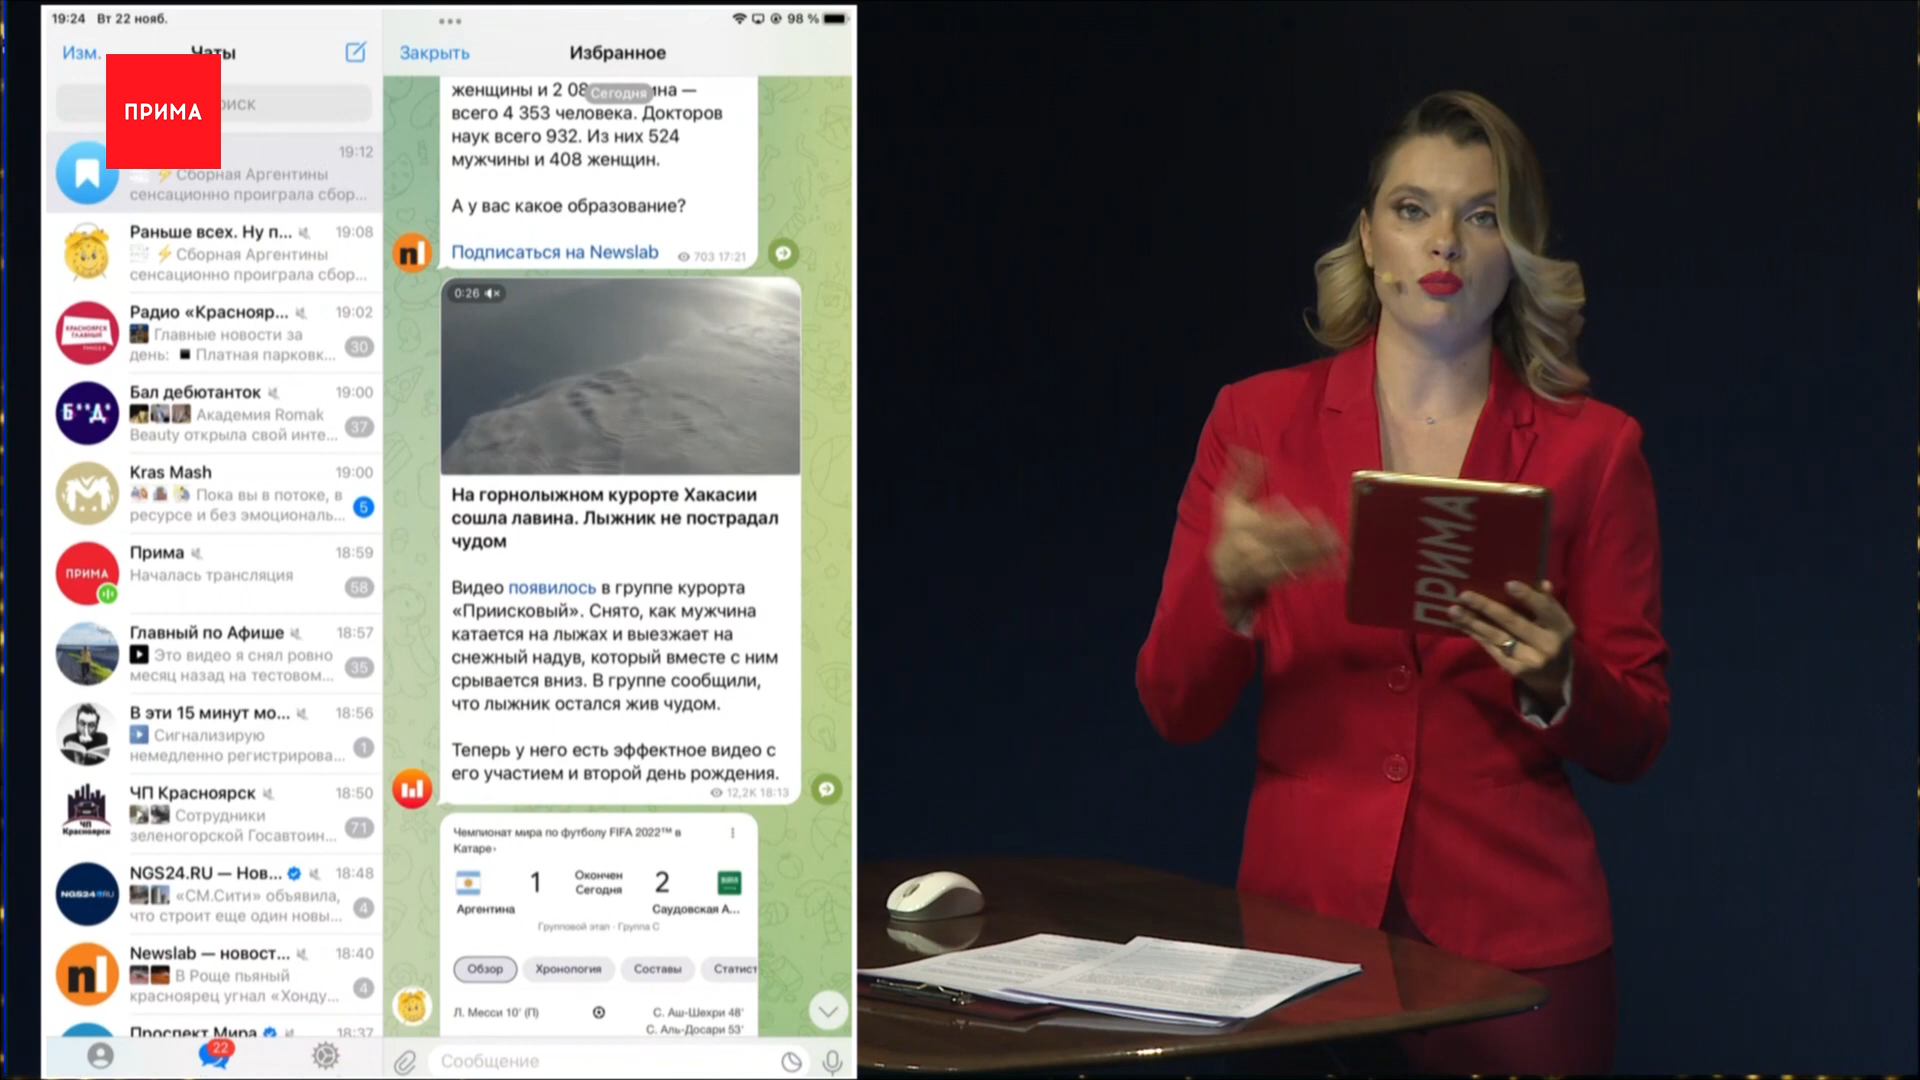 19:24 Вт 22 нояб.
98 %
Изм.
Чаты
ПРИМА
19:12
⚡Сборная Аргентины
сенсационно проиграла сбор...
Раньше всех. Ну п...
19:08
⚡Сборная Аргентины
сенсационно проиграла сбор...
Радио «Краснояр...
19:02
КРАСНОЯРСК
ГЛАВНЫЙ
Главные новости за
день: ▪ Платная парковк...
30
Бал дебютанток
19:00
Б**Д*
Академия Romak
Beauty открыла свой инте...
37
Kras Mash
19:00
Пока вы в потоке, в
ресурсе и без эмоциональ...
5
Прима
18:59
ПРИМА
Началась трансляция
58
Главный по Афише
18:57
Это видео я снял ровно
месяц назад на тестовом...
35
В эти 15 минут мо...
18:56
Сигнализирую
немедленно регистрирова...
1
ЧП Красноярск
18:50
ЧП
Красноярск
Сотрудники
зеленогорской Госавтоин...
71
NGS24.RU — Нов...
18:48
NGS24.RU
«СМ.Сити» объявила,
что строит еще один новы...
4
Newslab — новост...
18:40
nl
В Роще пьяный
красноярец угнал «Хонду...
4
Проспект Мира
18:37
22
Закрыть
Избранное
Сегодня
женщины и 2 08
всего 4 353 человека. Докторов
наук всего 932. Из них 524
мужчины и 408 женщин.
А у вас какое образование?
Подписаться на Newslab
703 17:21
nl
0:26
На горнолыжном курорте Хакасии
сошла лавина. Лыжник не пострадал
чудом
Видео появилось в группе курорта
«Приисковый». Снято, как мужчина
катается на лыжах и выезжает на
снежный надув, который вместе с ним
срывается вниз. В группе сообщили,
что лыжник остался жив чудом.
Теперь у него есть эффектное видео с
его участием и второй день рождения.
12,2K 18:13
Чемпионат мира по футболу FIFA 2022™ в
Катаре›
1
Окончен
Сегодня
2
Аргентина
Саудовская А...
Групповой этап · Группа C
Обзор
Хронология
Составы
Статист
Л. Месси 10' (П)
С. Аш-Шехри 48'
С. Аль-Досари 53'
Сообщение
ПРИМА